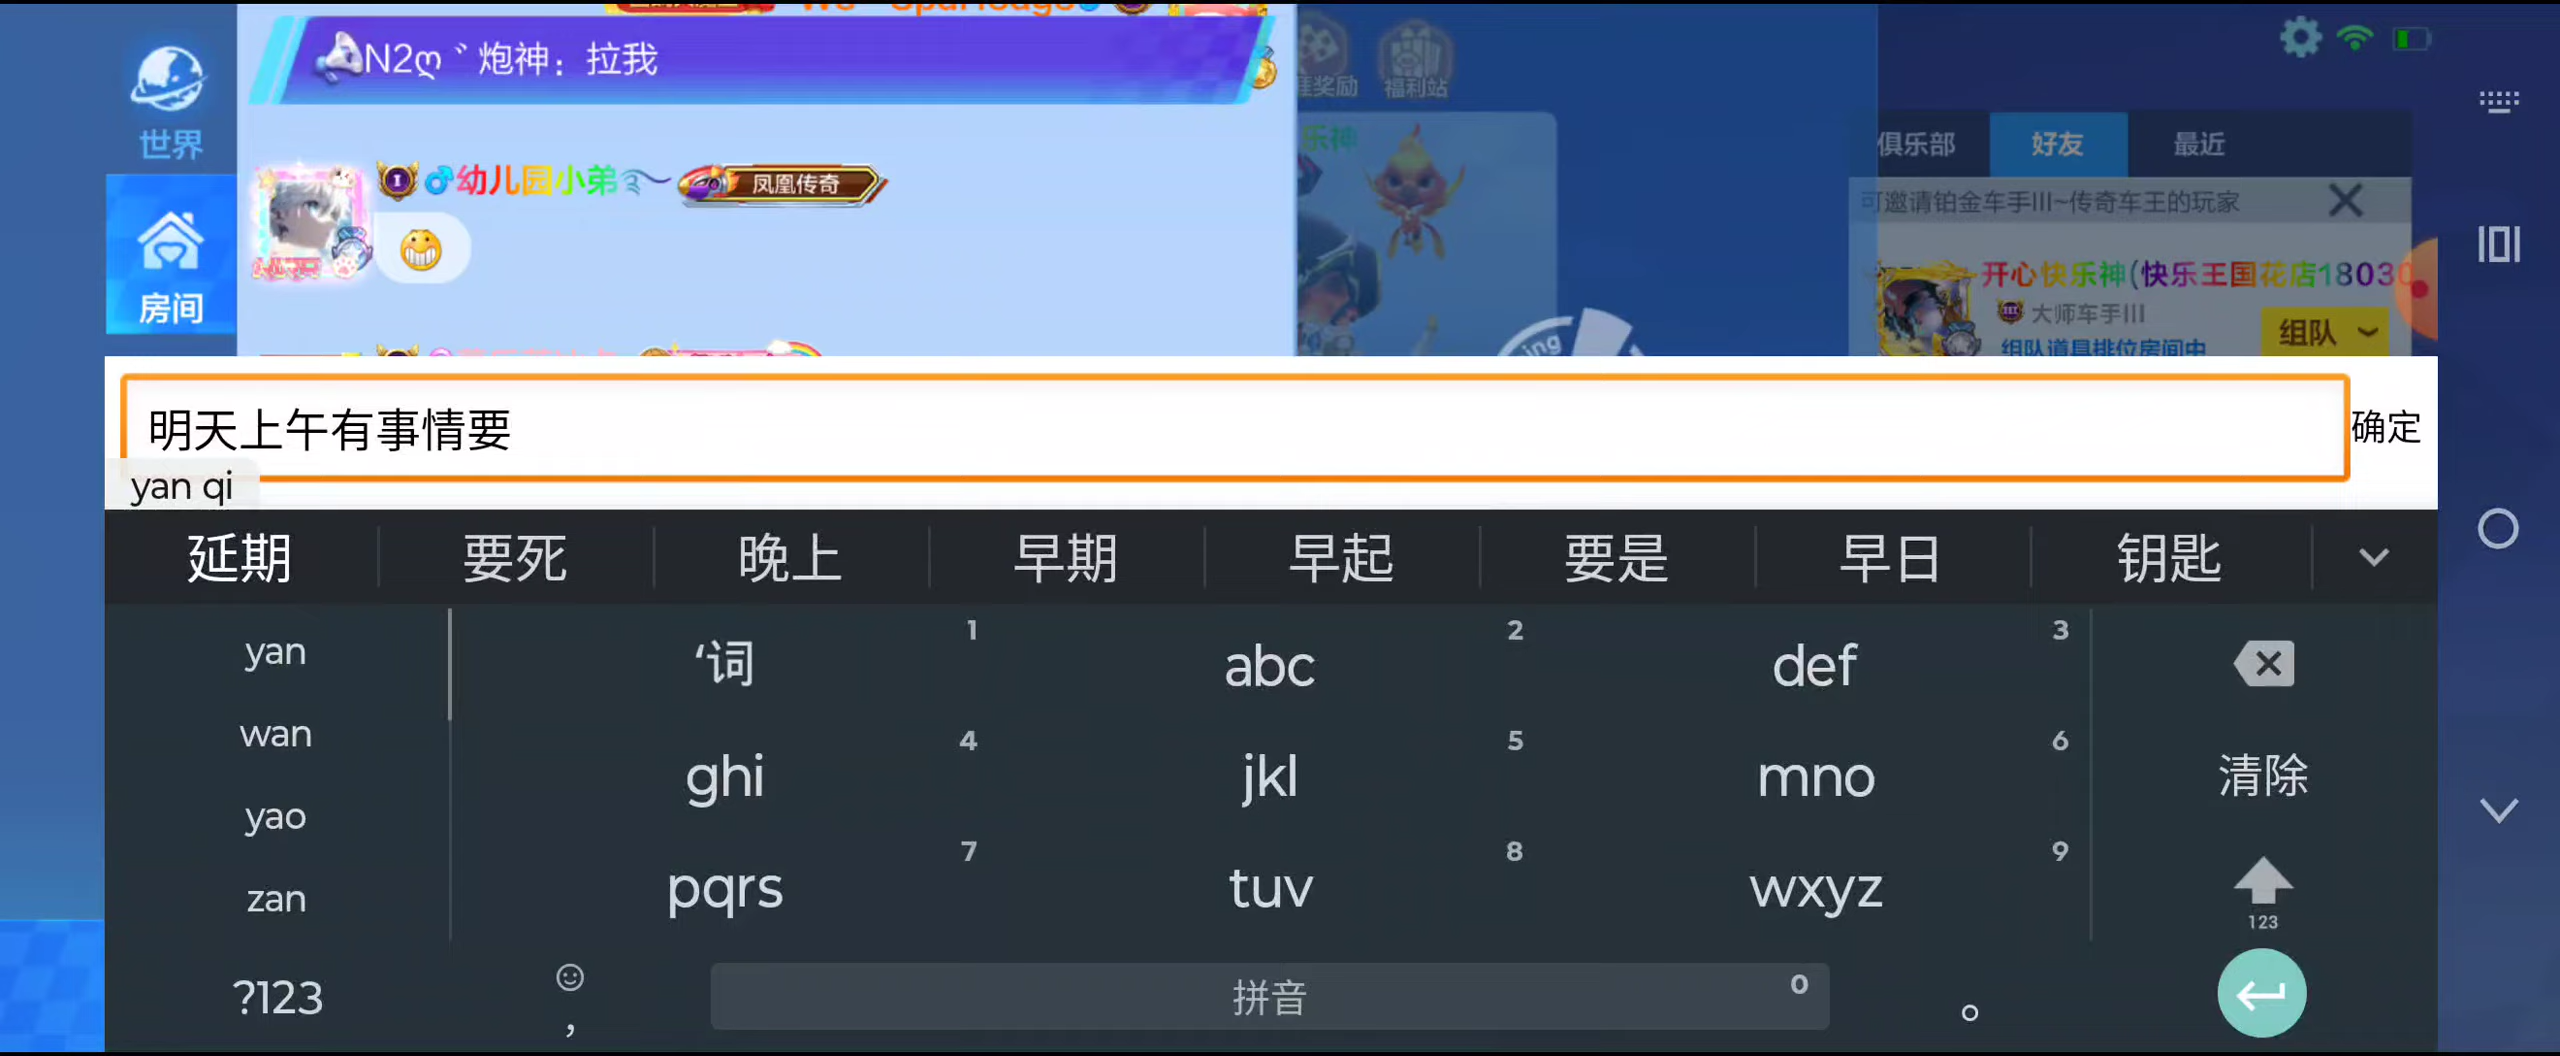 N2ღ゛炮神：拉我
世界
房间
幼儿园小弟
凤凰传奇
福利站
奖励
乐神
俱乐部
好友
最近
可邀请铂金车手III~传奇车王的玩家
开心快乐神(快乐王国花店18030
大师车手III
组队道具排位房间中
组队
明天上午有事情要
确定
yan qi
延期
要死
晚上
早期
早起
要是
早日
钥匙
yan
wan
yao
zan
‘词
1
abc
2
def
3
ghi
4
jkl
5
mno
6
清除
pqrs
7
tuv
8
wxyz
9
123
?123
，
拼音
0
。